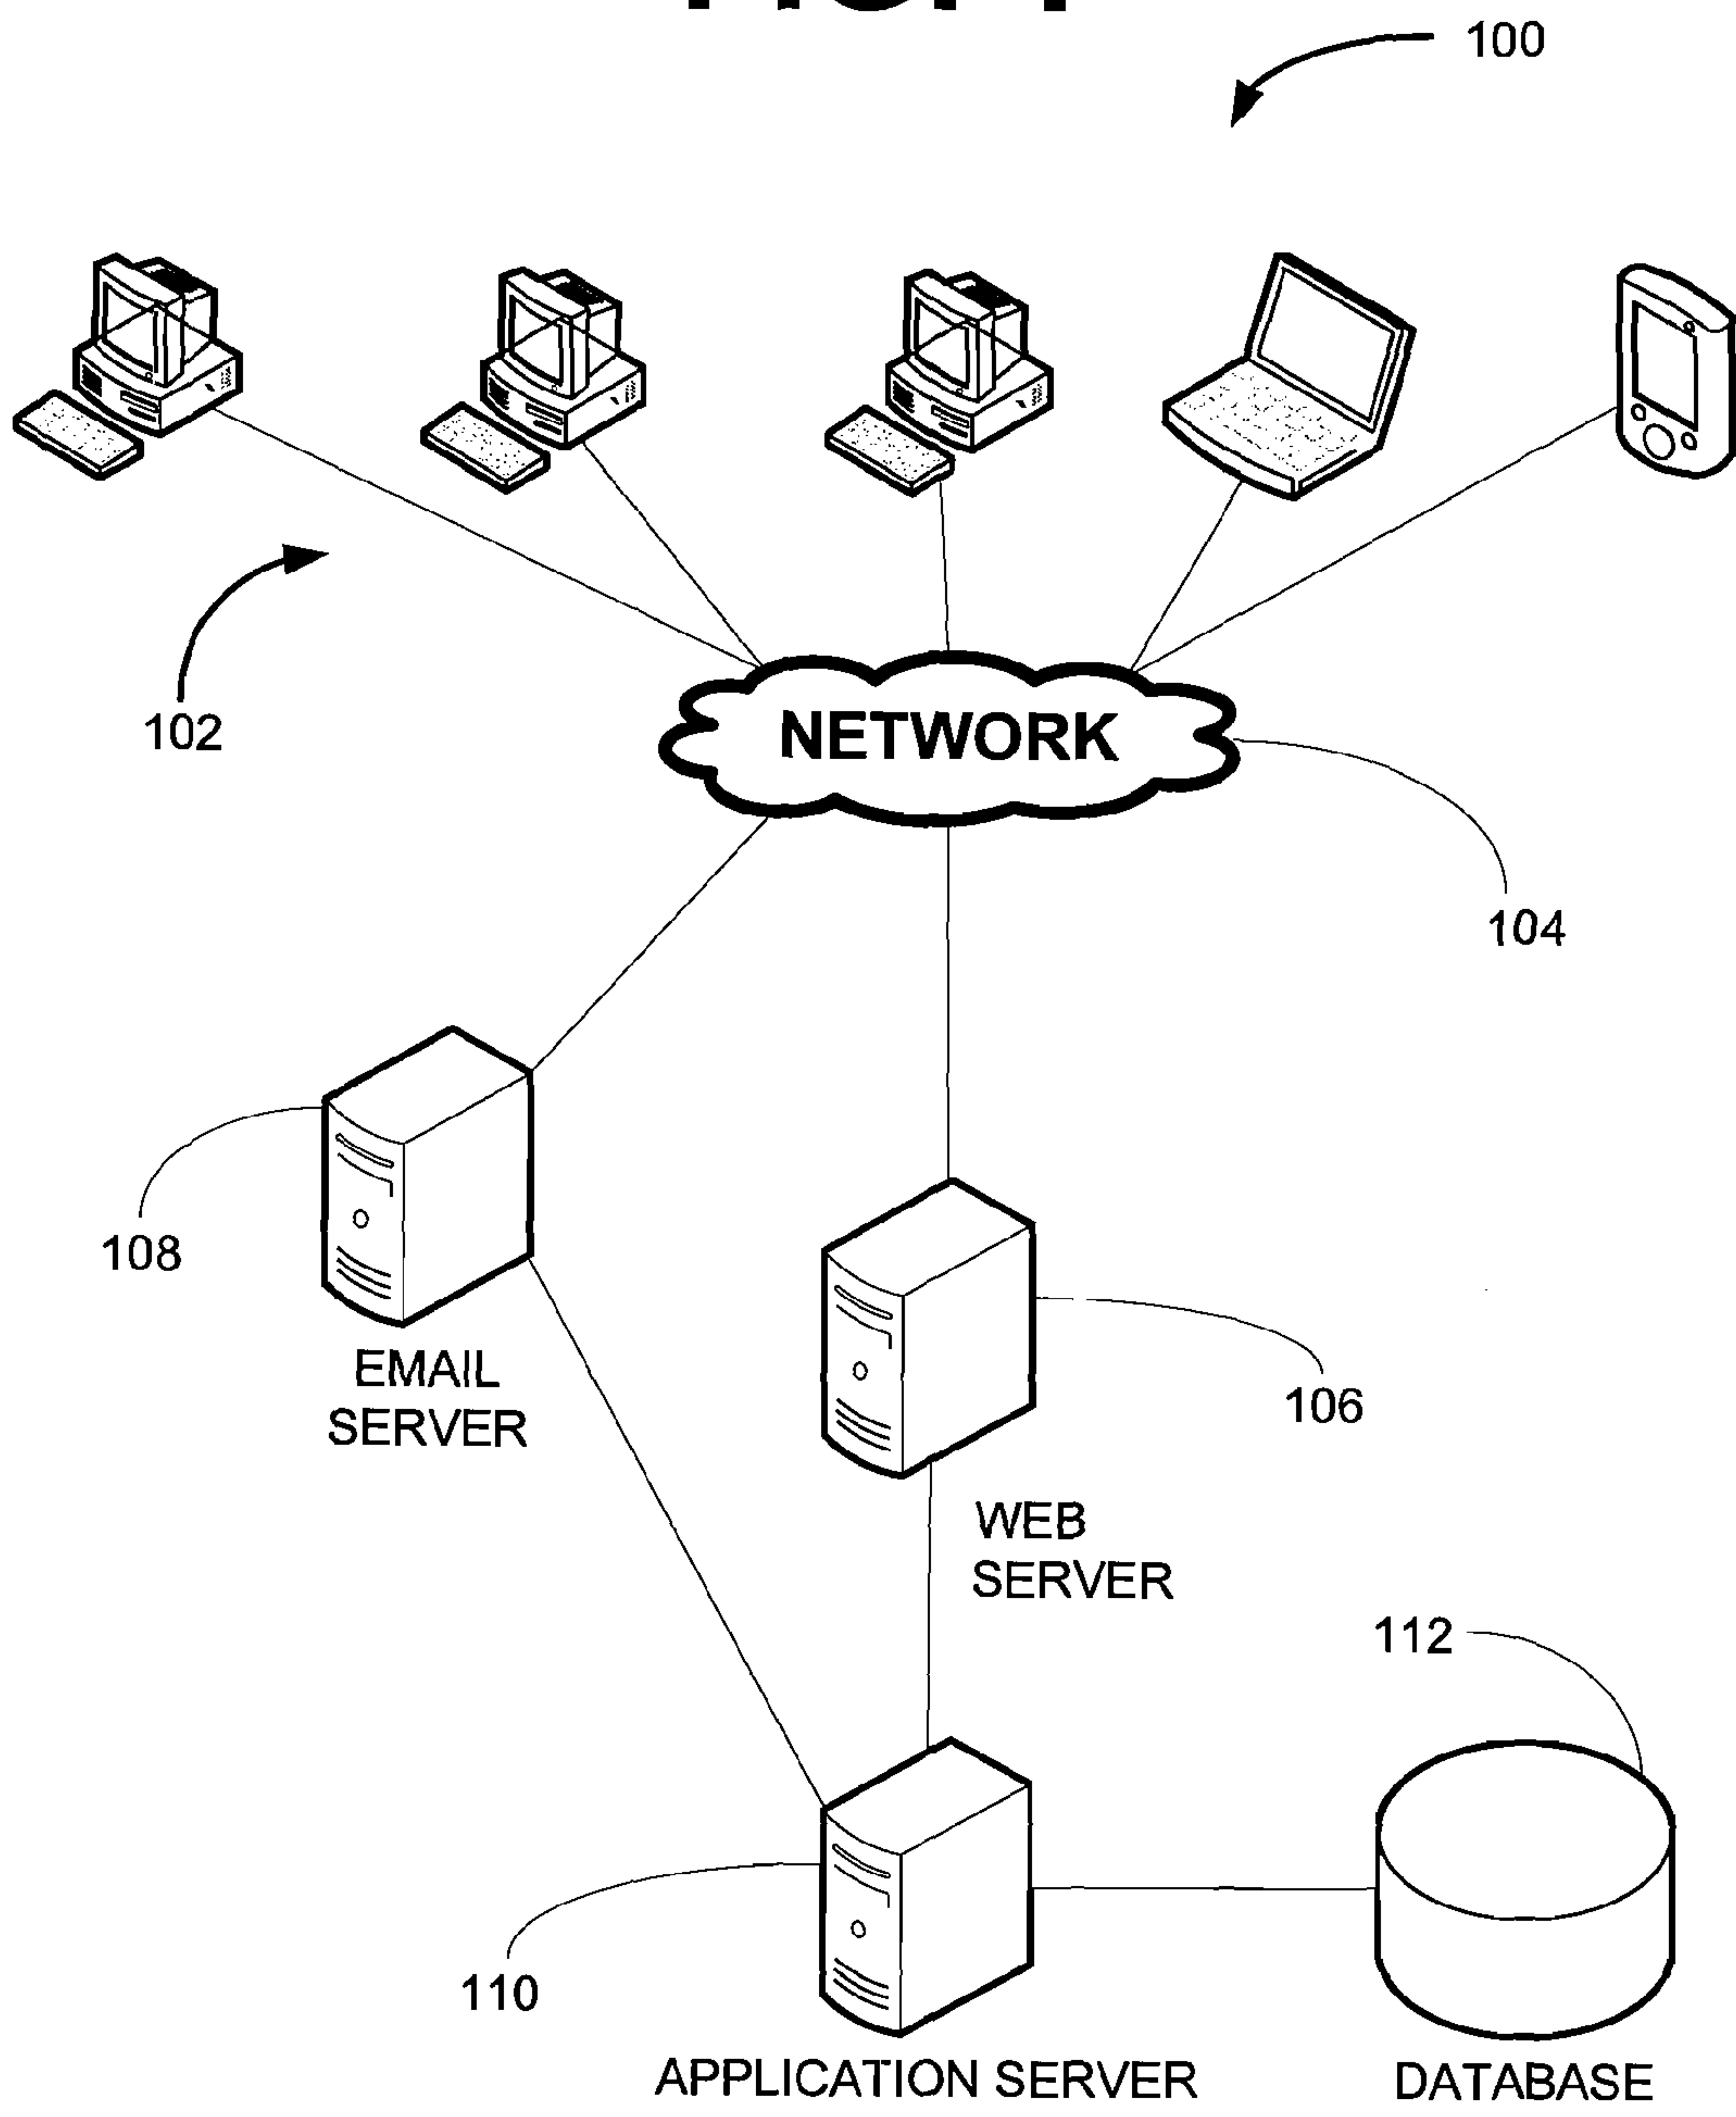 100
102
NETWORK
104
108
EMAIL
SERVER
106
WEB
SERVER
112
110
APPLICATION SERVER
DATABASE